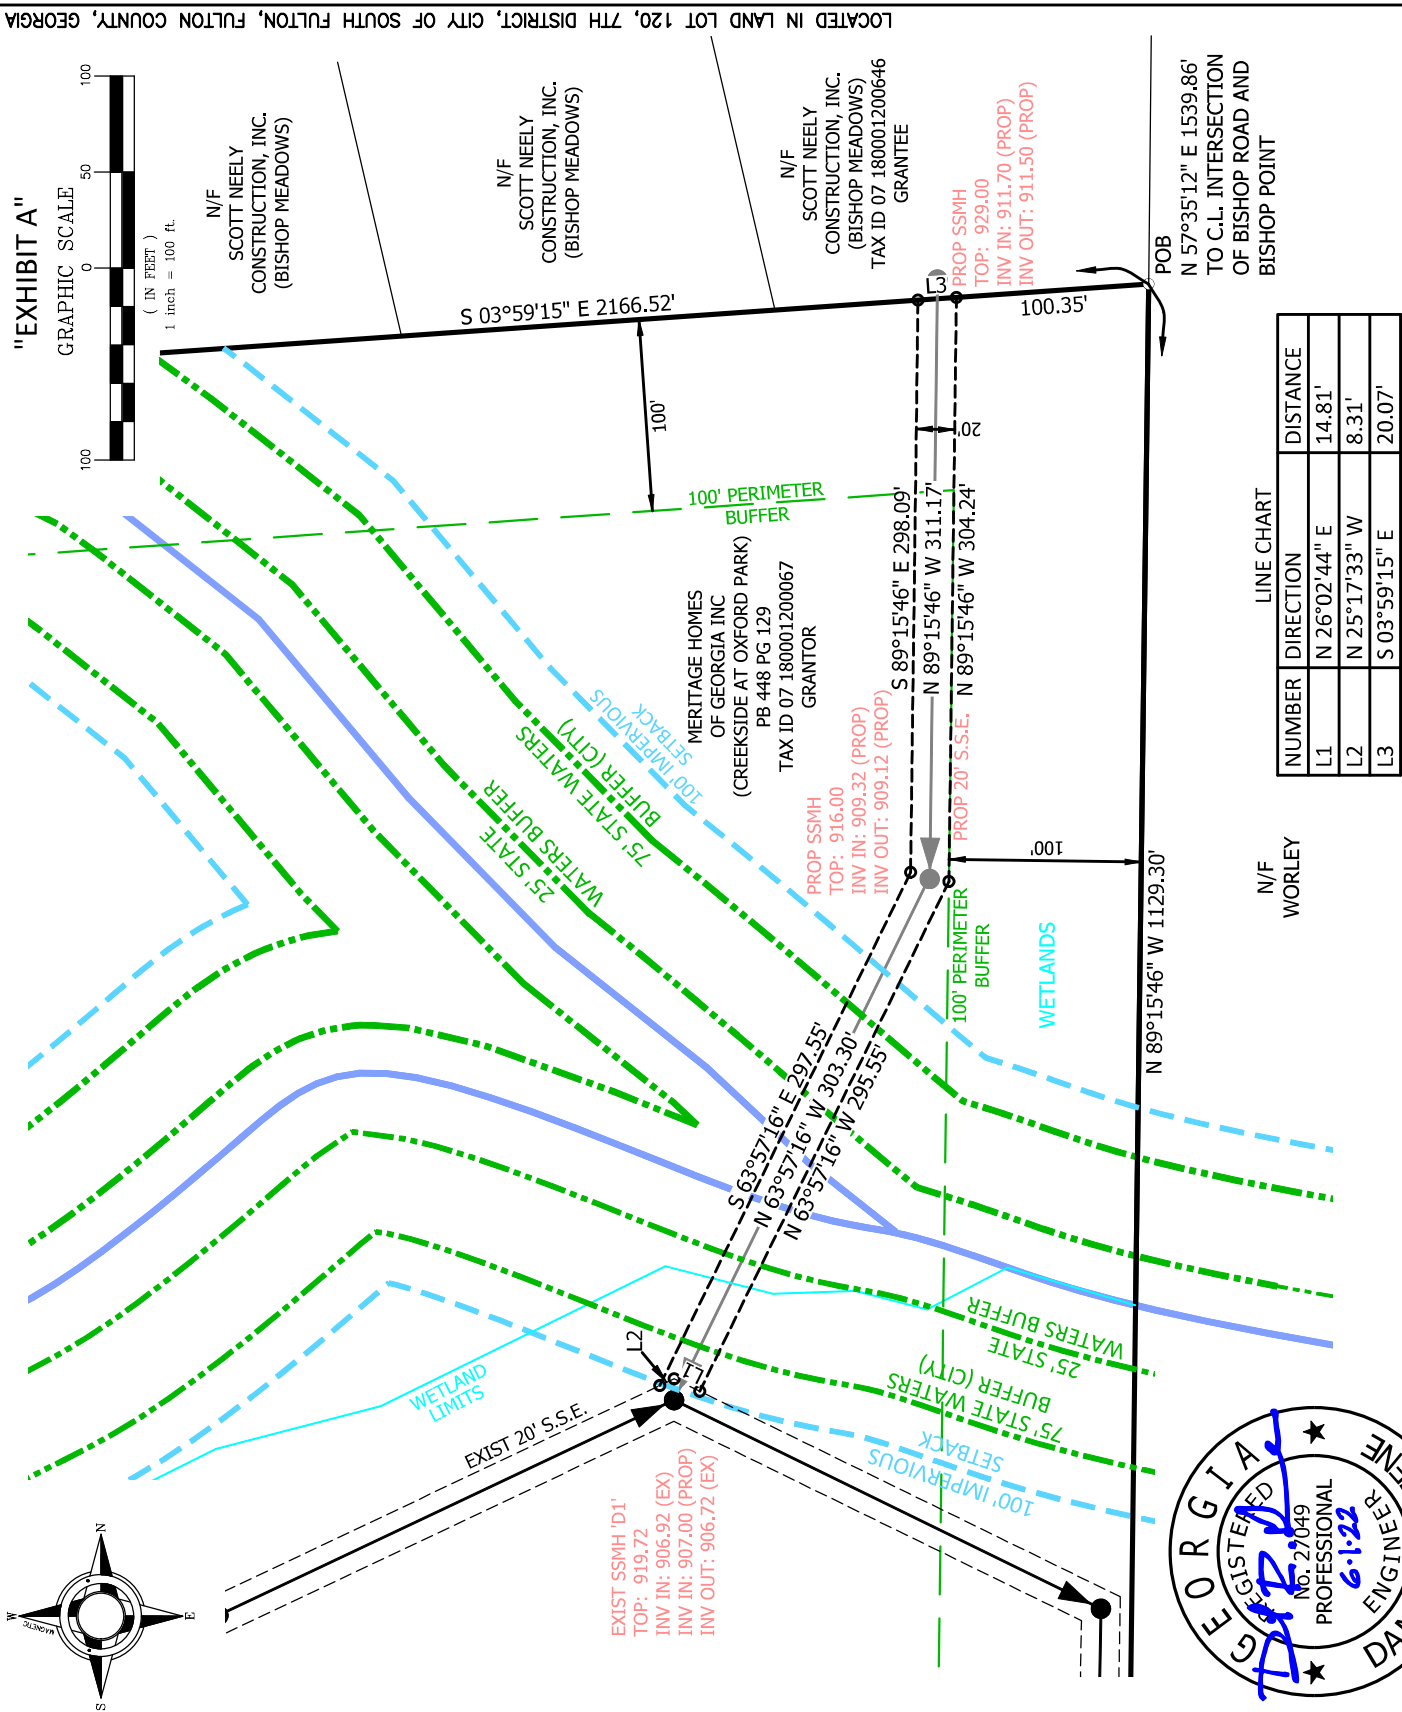 LOCATED IN LAND LOT 120, 7TH DISTRICT, CITY OF SOUTH FULTON, FULTON COUNTY, GEORGIA
"EXHIBIT A"
GRAPHIC SCALE
100
0
50
100
( IN FEET )
1 inch = 100 ft.
N/F
SCOTT NEELY
CONSTRUCTION, INC.
(BISHOP MEADOWS)
N/F
SCOTT NEELY
CONSTRUCTION, INC.
(BISHOP MEADOWS)
N/F
SCOTT NEELY
CONSTRUCTION, INC.
(BISHOP MEADOWS)
TAX ID 07 180001200646
GRANTEE
PROP SSMH
TOP: 929.00
INV IN: 911.70 (PROP)
INV OUT: 911.50 (PROP)
POB
N 57°35'12" E 1539.86'
TO C.L. INTERSECTION
OF BISHOP ROAD AND
BISHOP POINT
S 03°59'15" E 2166.52'
L3
100.35'
100'
20'
100' PERIMETER
BUFFER
MERITAGE HOMES
OF GEORGIA INC
(CREEKSIDE AT OXFORD PARK)
PB 448 PG 129
TAX ID 07 180001200067
GRANTOR
S 89°15'46" E 298.09'
N 89°15'46" W 311.17'
N 89°15'46" W 304.24'
PROP 20' S.S.E.
PROP SSMH
TOP: 916.00
INV IN: 909.32 (PROP)
INV OUT: 909.12 (PROP)
100' IMPERVIOUS
SETBACK
75' STATE WATERS
BUFFER (CITY)
25' STATE
WATERS BUFFER
100'
100' PERIMETER
BUFFER
WETLANDS
N 89°15'46" W 1129.30'
N/F
WORLEY
LINE CHART
NUMBER DIRECTION DISTANCE
L1 N 26°02'44" E 14.81'
L2 N 25°17'33" W 8.31'
L3 S 03°59'15" E 20.07'
S 63°57'16" E 297.55'
N 63°57'16" W 303.30'
N 63°57'16" W 295.55'
L2
L1
WETLAND
LIMITS
EXIST 20' S.S.E.
EXIST SSMH 'D1'
TOP: 919.72
INV IN: 906.92 (EX)
INV IN: 907.00 (PROP)
INV OUT: 906.72 (EX)
25' STATE
WATERS BUFFER
75' STATE WATERS
BUFFER (CITY)
100' IMPERVIOUS
SETBACK
N
E
S
W
MAGNETIC
GEORGIA
REGISTERED
No. 27049
PROFESSIONAL
6·1·22
ENGINEER